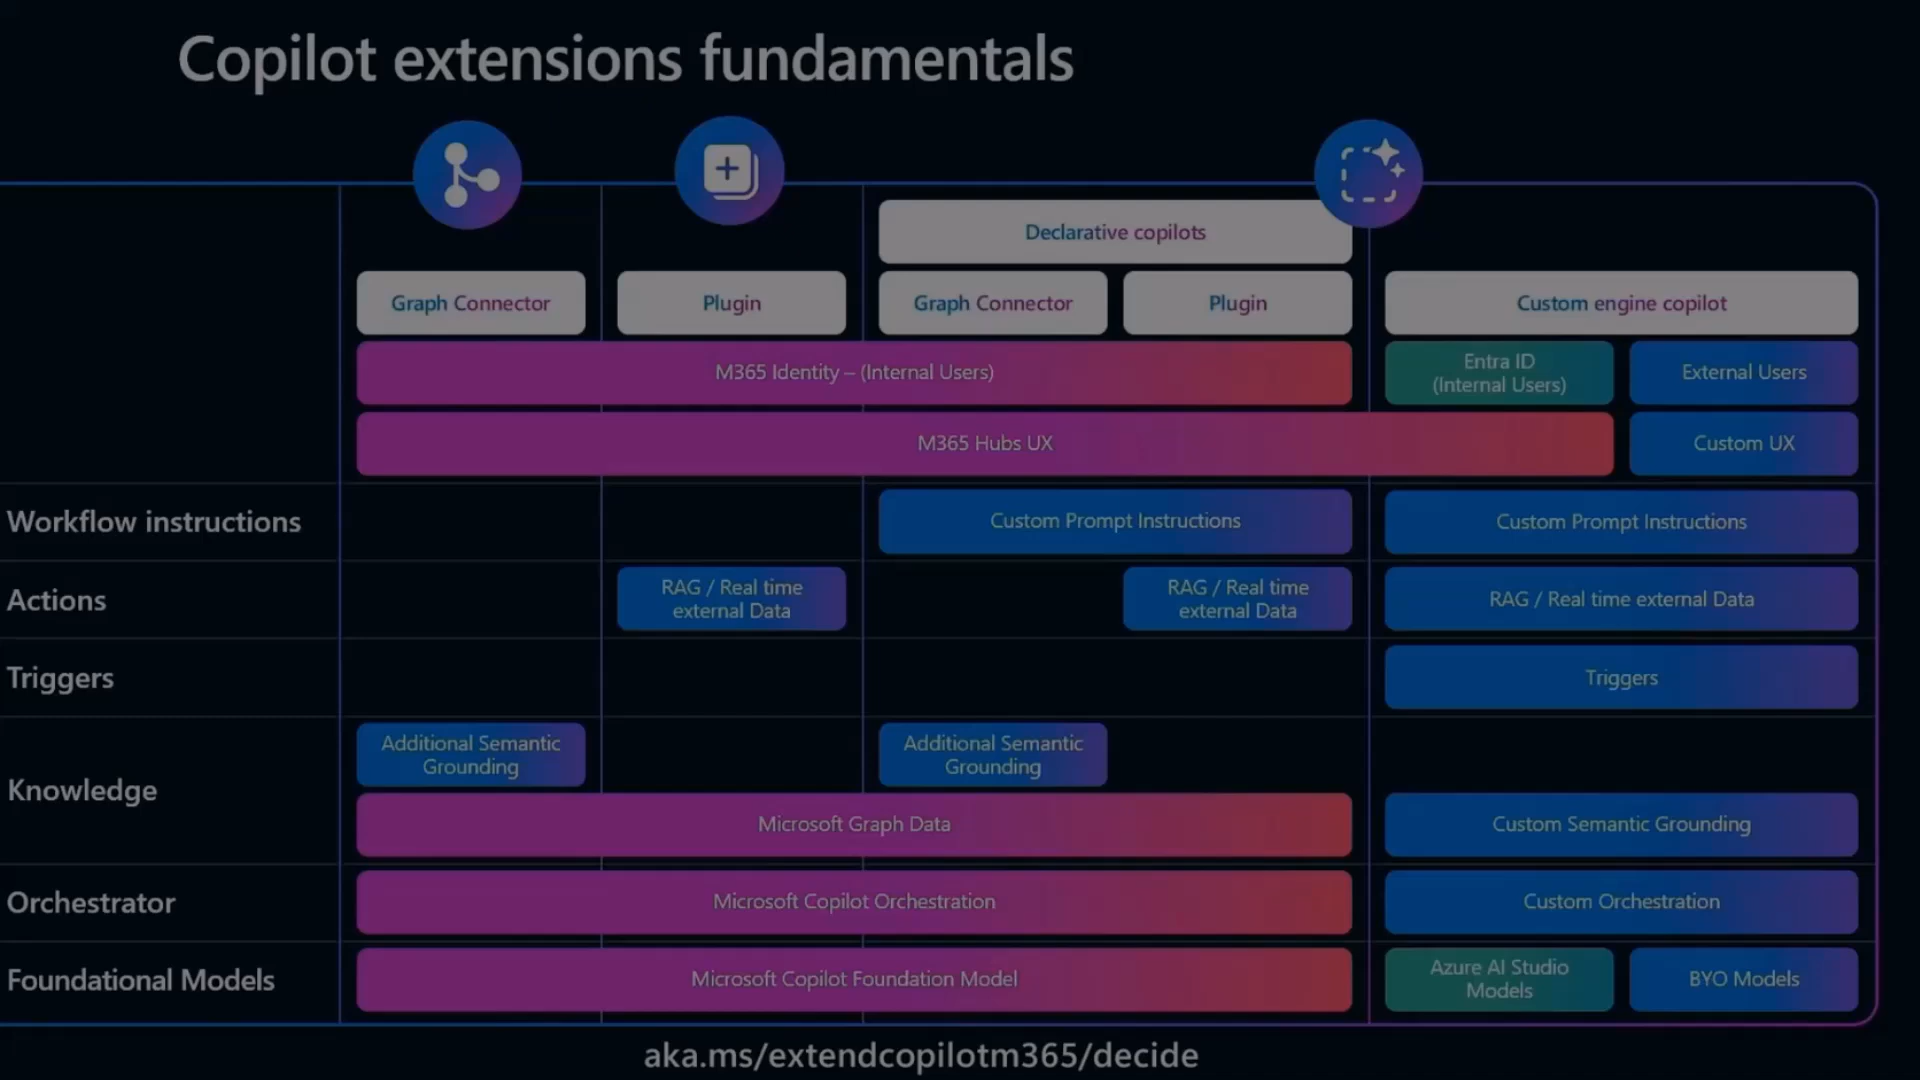 Copilot extensions fundamentals
Declarative copilots
Graph Connector
Plugin
Graph Connector
Plugin
Custom engine copilot
M365 Identity – (Internal Users)
Entra ID
(Internal Users)
External Users
M365 Hubs UX
Custom UX
Workflow instructions
Custom Prompt Instructions
Custom Prompt Instructions
Actions
RAG / Real time
external Data
RAG / Real time
external Data
RAG / Real time external Data
Triggers
Triggers
Knowledge
Additional Semantic
Grounding
Additional Semantic
Grounding
Microsoft Graph Data
Custom Semantic Grounding
Orchestrator
Microsoft Copilot Orchestration
Custom Orchestration
Foundational Models
Microsoft Copilot Foundation Model
Azure AI Studio
Models
BYO Models
aka.ms/extendcopilotm365/decide